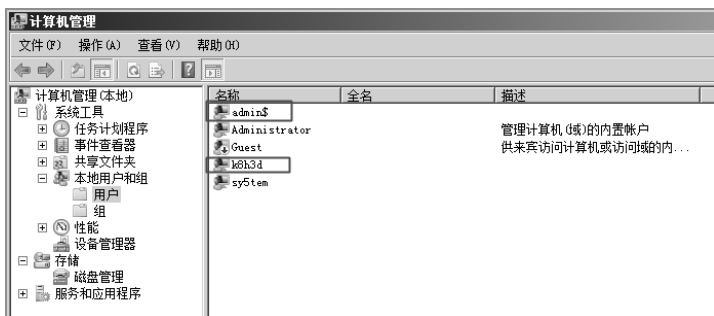 计算机管理
文件(F) 操作(A) 查看(V) 帮助(H)
计算机管理(本地)
系统工具
任务计划程序
事件查看器
共享文件夹
本地用户和组
用户
组
性能
设备管理器
存储
磁盘管理
服务和应用程序
名称 全名 描述
admin$
Administrator 管理计算机(域)的内置帐户
Guest 供来宾访问计算机或访问域的内...
k8h3d
sy5tem